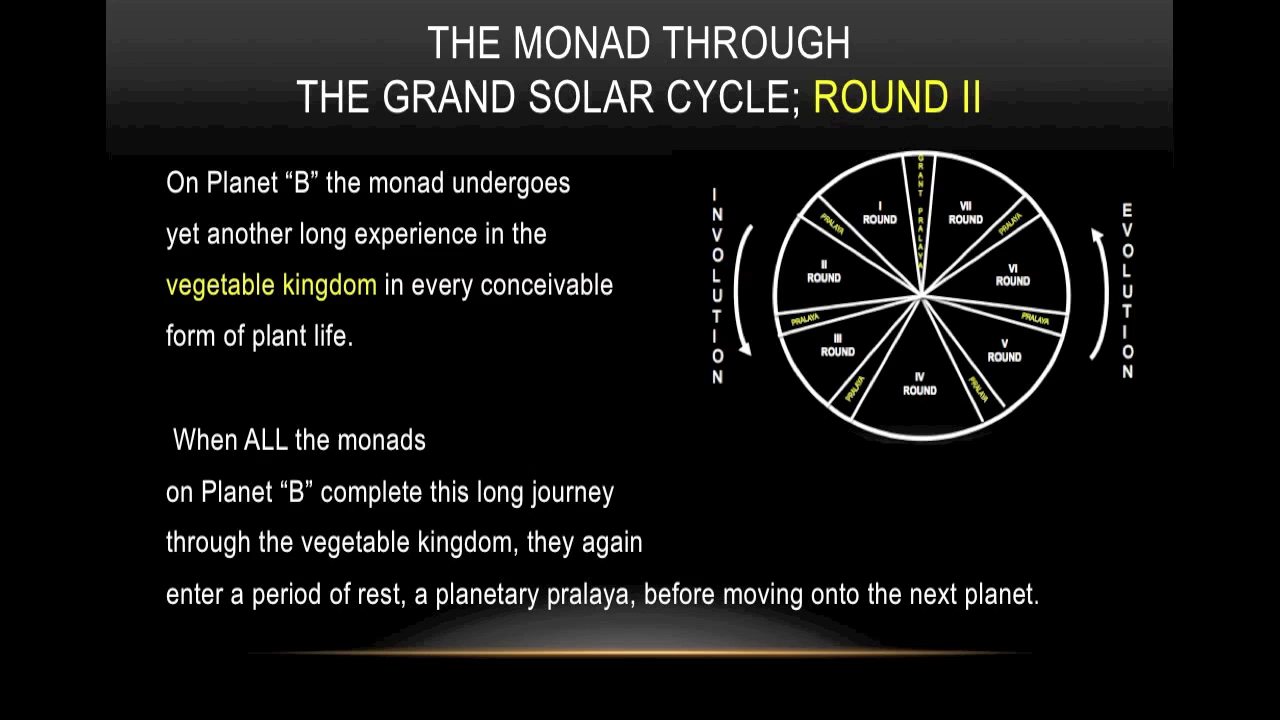 THE MONAD THROUGH
THE GRAND SOLAR CYCLE; ROUND II
On Planet “B” the monad undergoes
yet another long experience in the
vegetable kingdom in every conceivable
form of plant life.
When ALL the monads
on Planet “B” complete this long journey
through the vegetable kingdom, they again
enter a period of rest, a planetary pralaya, before moving onto the next planet.
INVOLUTION
GRANT PRALAYA
I
ROUND
PRALAYA
II
ROUND
PRALAYA
III
ROUND
PRALAYA
IV
ROUND
PRALAYA
V
ROUND
PRALAYA
VI
ROUND
PRALAYA
VII
ROUND
EVOLUTION